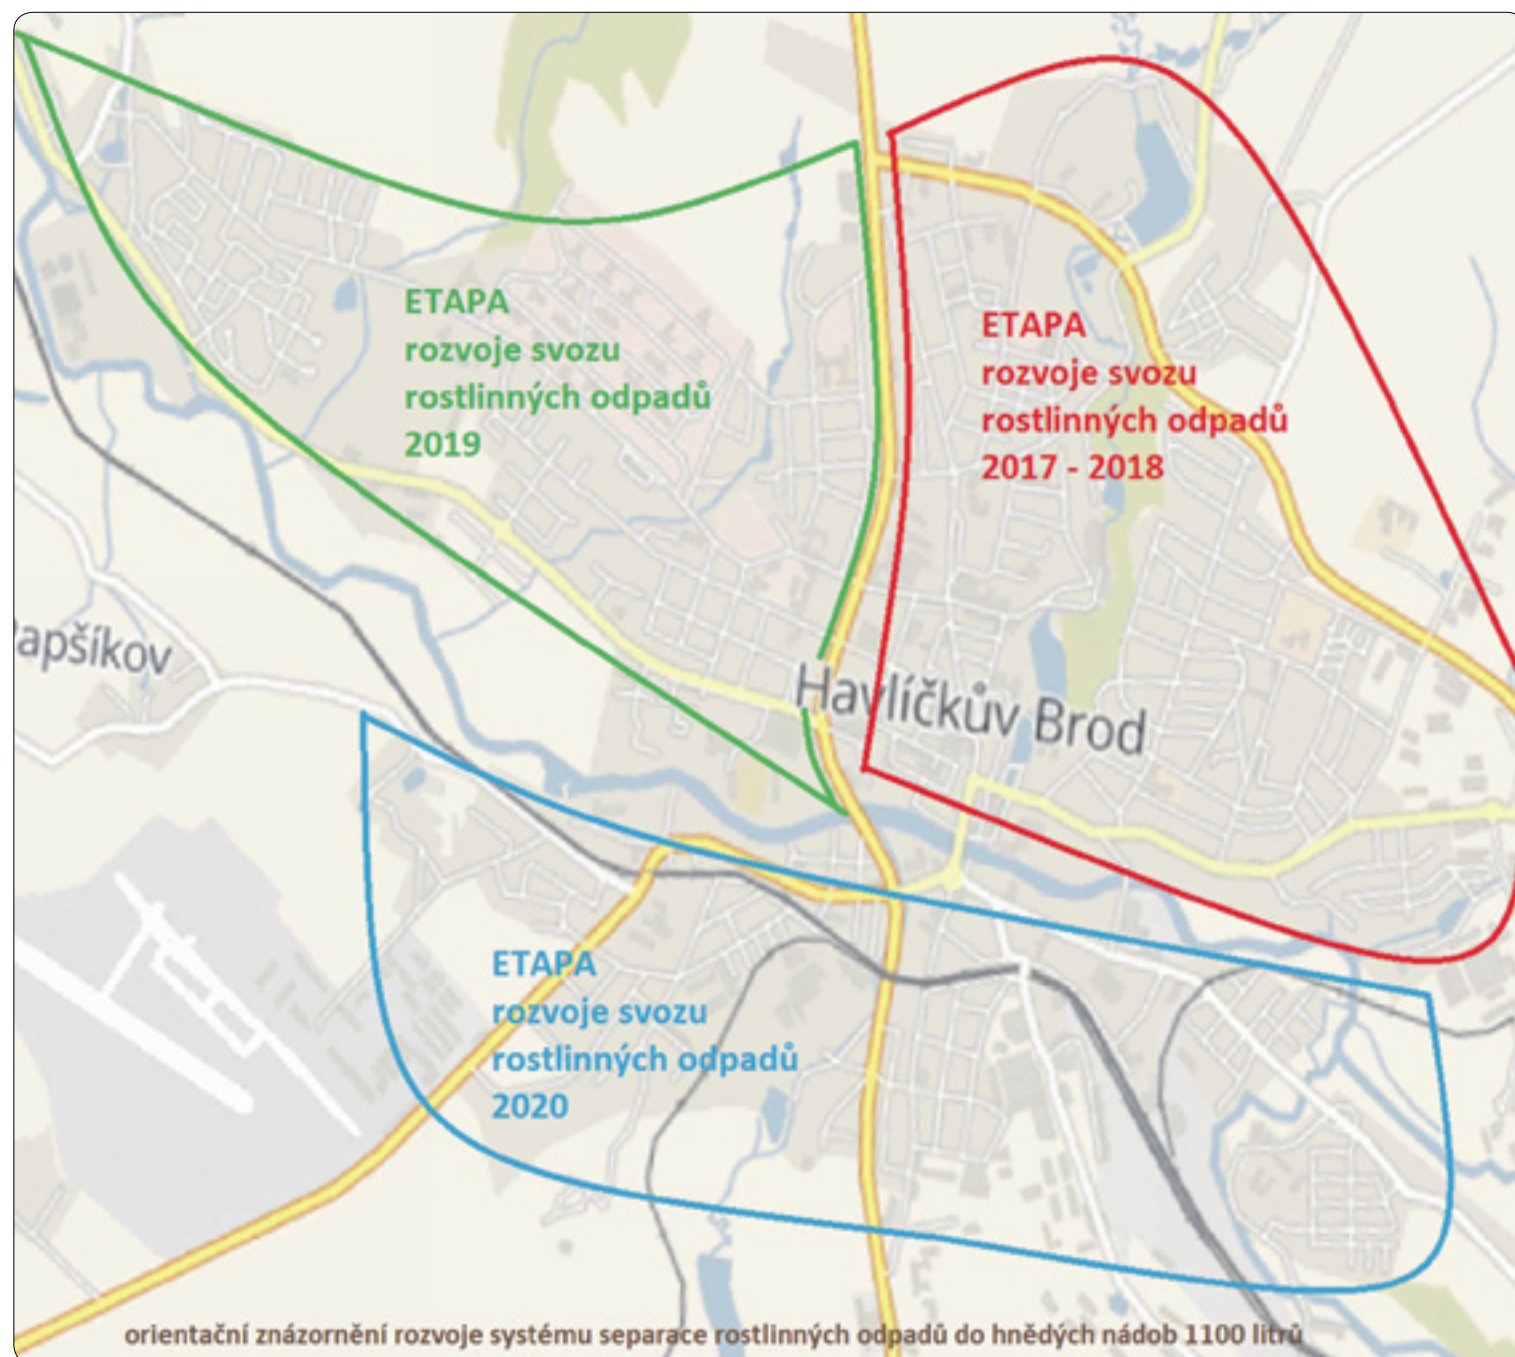 ETAPA
rozvoje svozu
rostlinných odpadů
2019
ETAPA
rozvoje svozu
rostlinných odpadů
2017 - 2018
apšíkov
Havlíčkův Brod
ETAPA
rozvoje svozu
rostlinných odpadů
2020
orientační znázornění rozvoje systému separace rostlinných odpadů do hnědých nádob 1100 litrů